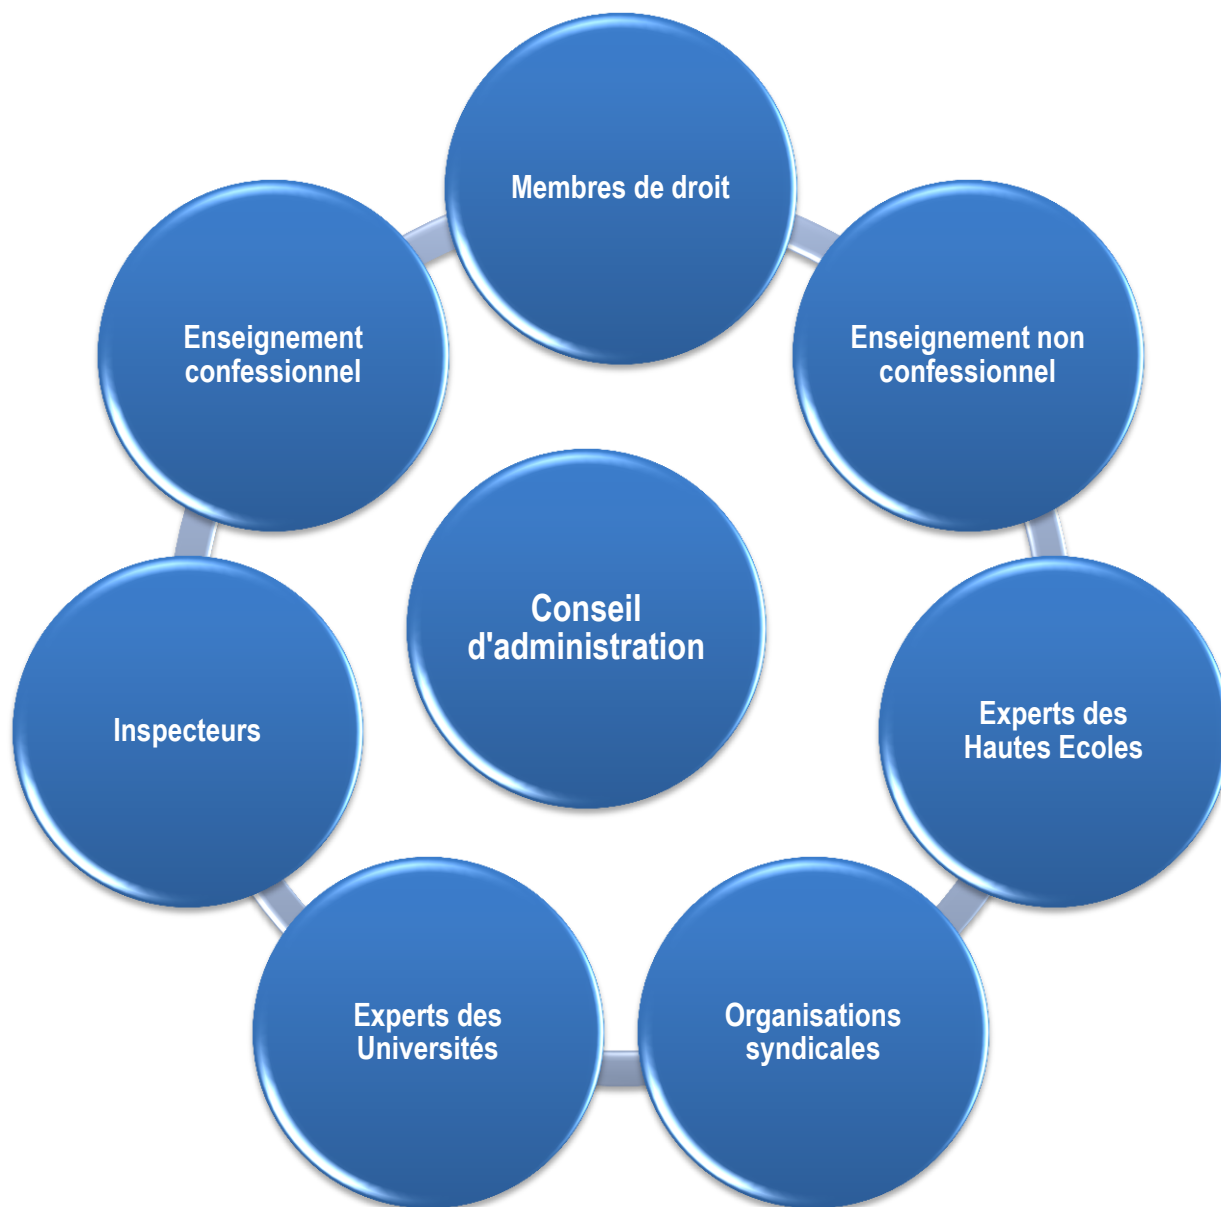 Membres de droit
Enseignement
confessionnel
Enseignement non
confessionnel
Conseil
d'administration
Inspecteurs
Experts des
Hautes Ecoles
Experts des
Universités
Organisations
syndicales